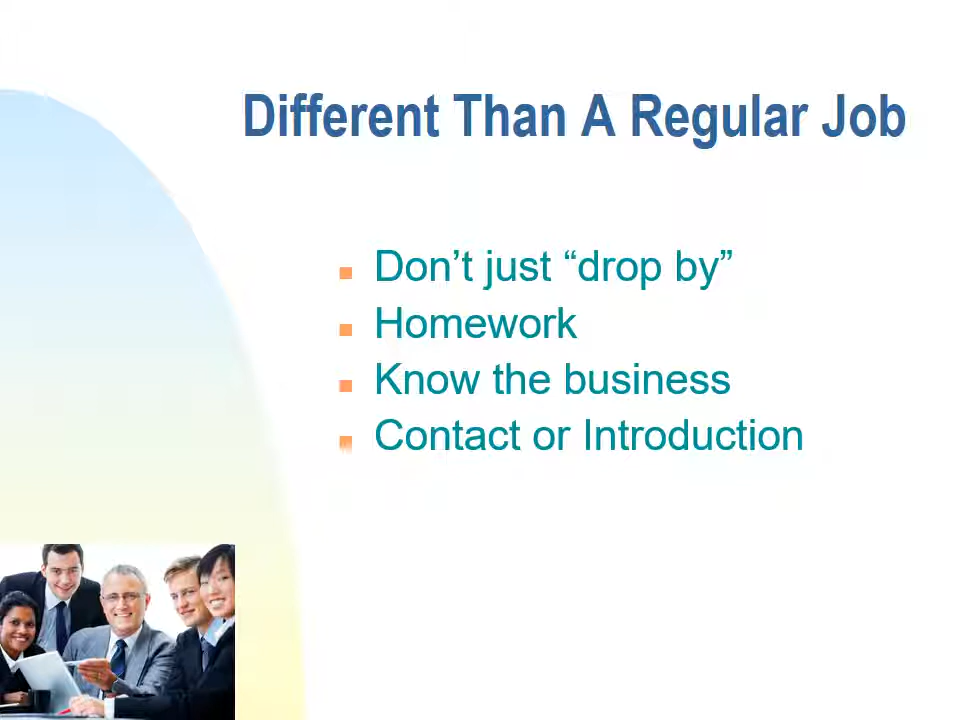 Different Than A Regular Job
Don’t just “drop by”
Homework
Know the business
Contact or Introduction